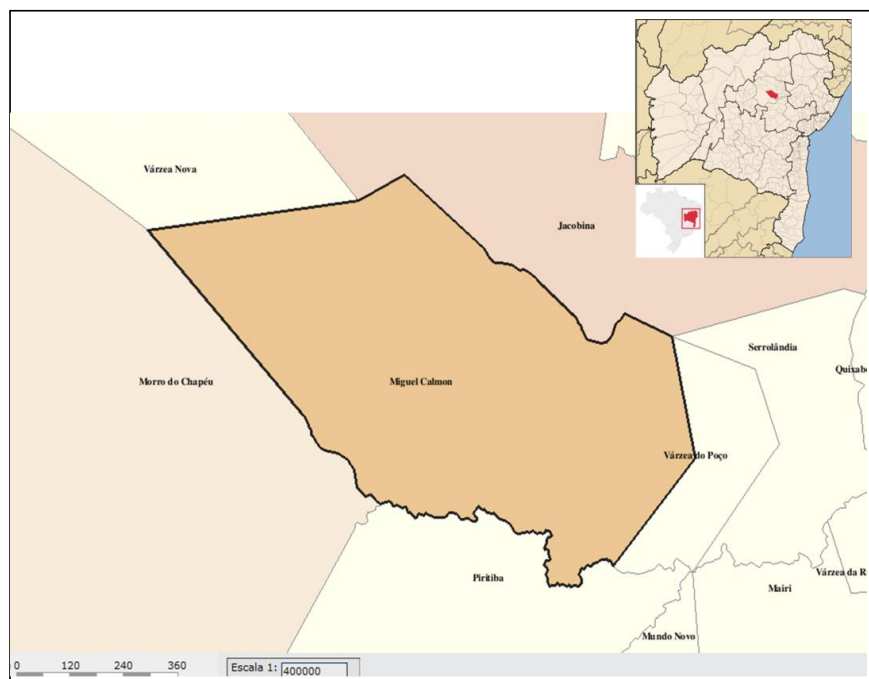 Várzea Nova
Jacobina
Serrolândia
Morro do Chapéu
Miguel Calmon
Várzea do Poço
Piritiba
Mairi
Mundo Novo
0 120 240 360
Escala 1: 400000